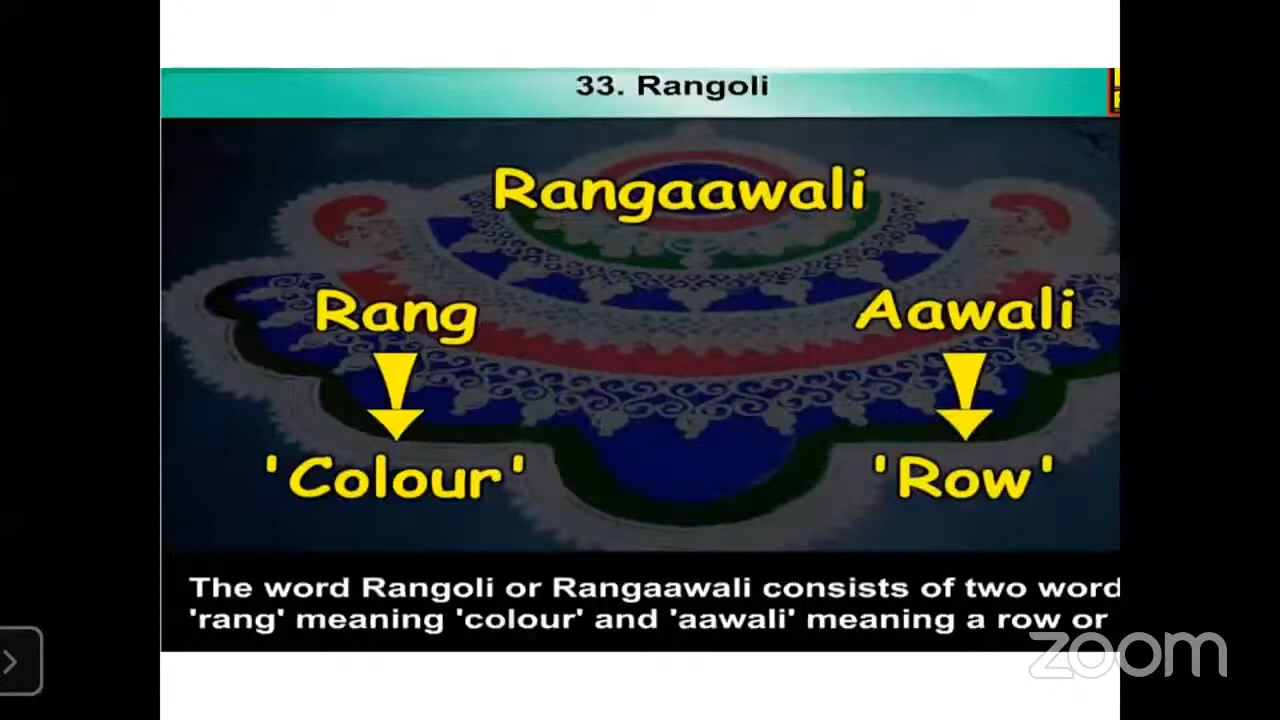 33. Rangoli
Rangaawali
Rang Aawali
'Colour' 'Row'
The word Rangoli or Rangaawali consists of two word
'rang' meaning 'colour' and 'aawali' meaning a row or
zoom